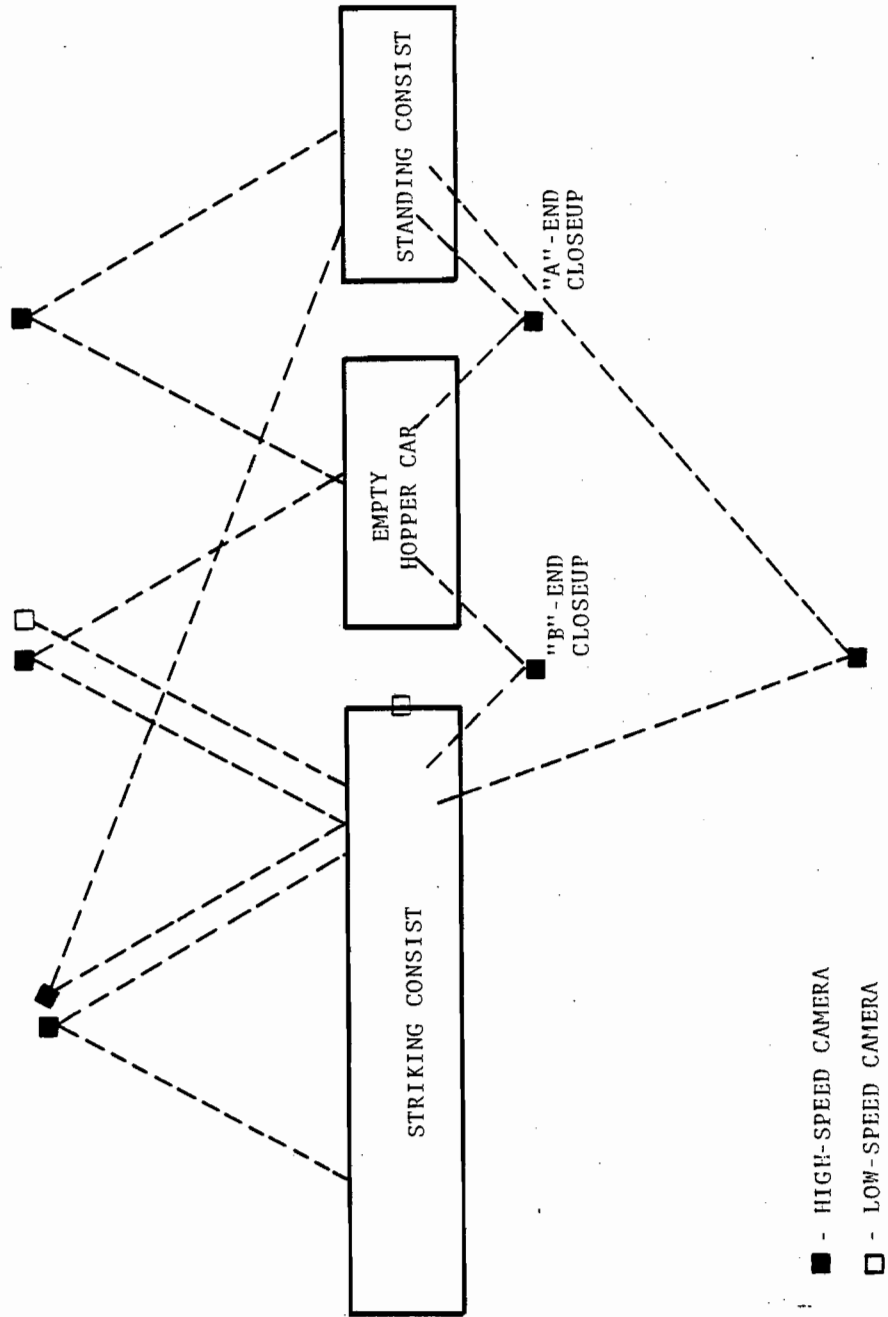 STRIKING CONSIST
EMPTY
HOPPER CAR
STANDING CONSIST
"B"-END
CLOSEUP
"A"-END
CLOSEUP
■ - HIGH-SPEED CAMERA
□ - LOW-SPEED CAMERA